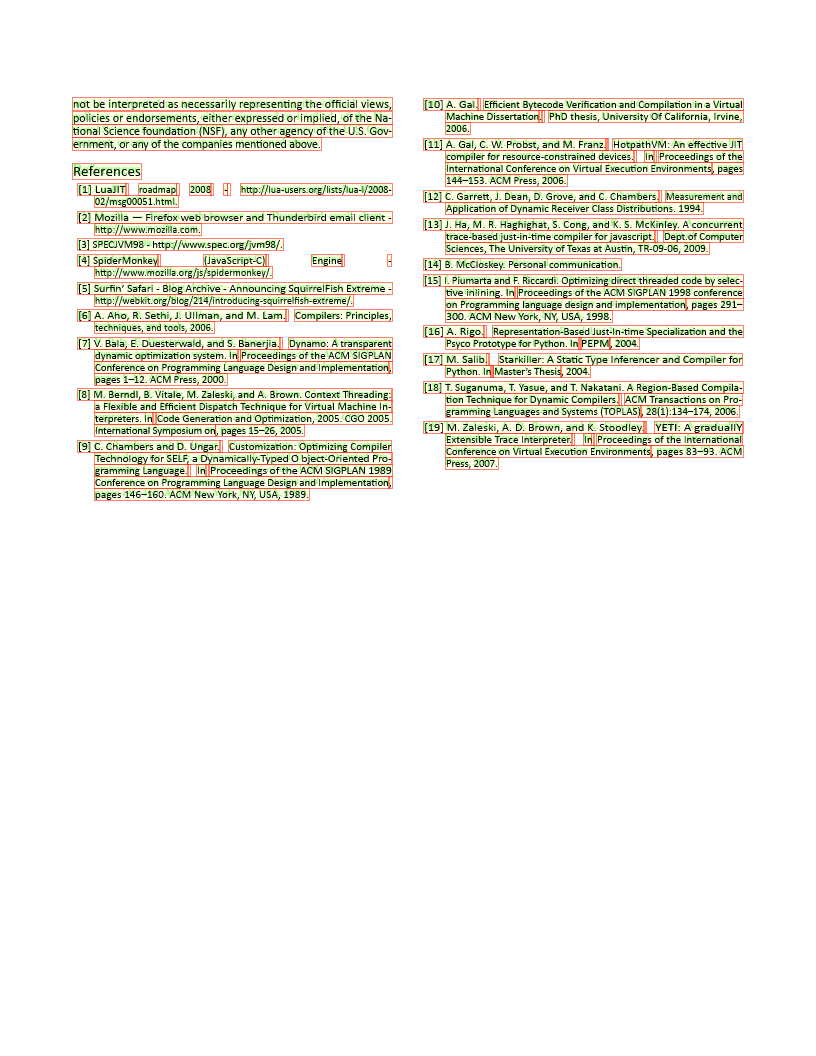 not be interpreted as necessarily representing the official views,
policies or endorsements, either expressed or implied, of the Na-
tional Science foundation (NSF), any other agency of the U.S. Gov-
ernment, or any of the companies mentioned above.
References
[1] LuaJIT roadmap 2008 - http://lua-users.org/lists/lua-l/2008-
02/msg00051.html.
[2] Mozilla — Firefox web browser and Thunderbird email client -
http://www.mozilla.com.
[3] SPECJVM98 - http://www.spec.org/jvm98/.
[4] SpiderMonkey (JavaScript-C) Engine -
http://www.mozilla.org/js/spidermonkey/.
[5] Surfin' Safari - Blog Archive - Announcing SquirrelFish Extreme -
http://webkit.org/blog/214/introducing-squirrelfish-extreme/.
[6] A. Aho, R. Sethi, J. Ullman, and M. Lam. Compilers: Principles,
techniques, and tools, 2006.
[7] V. Bala, E. Duesterwald, and S. Banerjia. Dynamo: A transparent
dynamic optimization system. In Proceedings of the ACM SIGPLAN
Conference on Programming Language Design and Implementation,
pages 1–12. ACM Press, 2000.
[8] M. Berndl, B. Vitale, M. Zaleski, and A. Brown. Context Threading:
a Flexible and Efficient Dispatch Technique for Virtual Machine In-
terpreters. In Code Generation and Optimization, 2005. CGO 2005.
International Symposium on, pages 15–26, 2005.
[9] C. Chambers and D. Ungar. Customization: Optimizing Compiler
Technology for SELF, a Dynamically-Typed O bject-Oriented Pro-
gramming Language. In Proceedings of the ACM SIGPLAN 1989
Conference on Programming Language Design and Implementation,
pages 146–160. ACM New York, NY, USA, 1989.
[10] A. Gal. Efficient Bytecode Verification and Compilation in a Virtual
Machine Dissertation. PhD thesis, University Of California, Irvine,
2006.
[11] A. Gal, C. W. Probst, and M. Franz. HotpathVM: An effective JIT
compiler for resource-constrained devices. In Proceedings of the
International Conference on Virtual Execution Environments, pages
144–153. ACM Press, 2006.
[12] C. Garrett, J. Dean, D. Grove, and C. Chambers. Measurement and
Application of Dynamic Receiver Class Distributions. 1994.
[13] J. Ha, M. R. Haghighat, S. Cong, and K. S. McKinley. A concurrent
trace-based just-in-time compiler for javascript. Dept.of Computer
Sciences, The University of Texas at Austin, TR-09-06, 2009.
[14] B. McCloskey. Personal communication.
[15] I. Piumarta and F. Riccardi. Optimizing direct threaded code by selec-
tive inlining. In Proceedings of the ACM SIGPLAN 1998 conference
on Programming language design and implementation, pages 291–
300. ACM New York, NY, USA, 1998.
[16] A. Rigo. Representation-Based Just-In-time Specialization and the
Psyco Prototype for Python. In PEPM, 2004.
[17] M. Salib. Starkiller: A Static Type Inferencer and Compiler for
Python. In Master's Thesis, 2004.
[18] T. Suganuma, T. Yasue, and T. Nakatani. A Region-Based Compila-
tion Technique for Dynamic Compilers. ACM Transactions on Pro-
gramming Languages and Systems (TOPLAS), 28(1):134–174, 2006.
[19] M. Zaleski, A. D. Brown, and K. Stoodley. YETI: A graduallY
Extensible Trace Interpreter. In Proceedings of the International
Conference on Virtual Execution Environments, pages 83–93. ACM
Press, 2007.